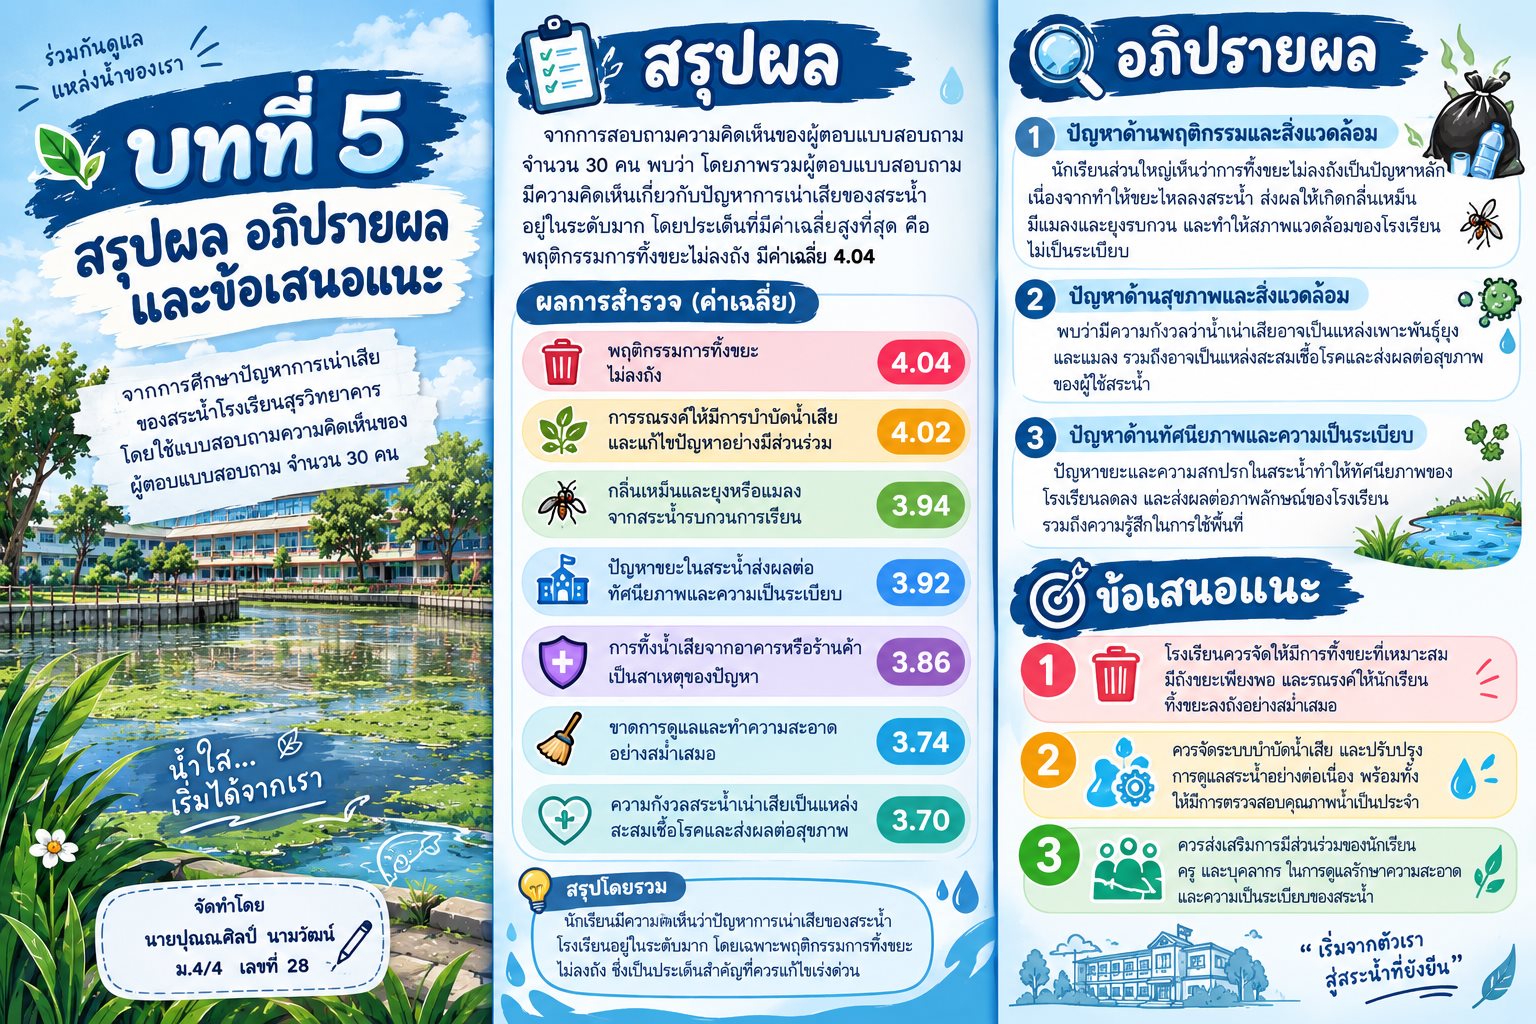 ร่วมกันดูแล
แหล่งน้ำของเรา
บทที่ 5
สรุปผล อภิปรายผล
และข้อเสนอแนะ
จากการศึกษาปัญหาการเน่าเสีย
ของสระน้ำโรงเรียนสุรวิทยาคาร
โดยใช้แบบสอบถามความคิดเห็นของ
ผู้ตอบแบบสอบถาม จำนวน 30 คน
น้ำใส...
เริ่มได้จากเรา
จัดทำโดย
นายปุณณศิลป์ นามวัฒน์
ม.4/4 เลขที่ 28
สรุปผล
จากการสอบถามความคิดเห็นของผู้ตอบแบบสอบถาม
จำนวน 30 คน พบว่า โดยภาพรวมผู้ตอบแบบสอบถาม
มีความคิดเห็นเกี่ยวกับปัญหาการเน่าเสียของสระน้ำ
อยู่ในระดับมาก โดยประเด็นที่มีค่าเฉลี่ยสูงที่สุด คือ
พฤติกรรมการทิ้งขยะไม่ลงถัง มีค่าเฉลี่ย 4.04
ผลการสำรวจ (ค่าเฉลี่ย)
พฤติกรรมการทิ้งขยะ
ไม่ลงถัง
4.04
การรณรงค์ให้มีการบำบัดน้ำเสีย
และแก้ไขปัญหาอย่างมีส่วนร่วม
4.02
กลิ่นเหม็นและยุงหรือแมลง
จากสระน้ำรบกวนการเรียน
3.94
ปัญหาขยะในสระน้ำส่งผลต่อ
ทัศนียภาพและความเป็นระเบียบ
3.92
การทิ้งน้ำเสียจากอาคารหรือร้านค้า
เป็นสาเหตุของปัญหา
3.86
ขาดการดูแลและทำความสะอาด
อย่างสม่ำเสมอ
3.74
ความกังวลสระน้ำเน่าเสียเป็นแหล่ง
สะสมเชื้อโรคและส่งผลต่อสุขภาพ
3.70
สรุปโดยรวม
นักเรียนมีความคิดเห็นว่าปัญหาการเน่าเสียของสระน้ำ
โรงเรียนอยู่ในระดับมาก โดยเฉพาะพฤติกรรมการทิ้งขยะ
ไม่ลงถัง ซึ่งเป็นประเด็นสำคัญที่ควรแก้ไขเร่งด่วน
อภิปรายผล
1 ปัญหาด้านพฤติกรรมและสิ่งแวดล้อม
นักเรียนส่วนใหญ่เห็นว่าการทิ้งขยะไม่ลงถังเป็นปัญหาหลัก
เนื่องจากทำให้ขยะไหลลงสระน้ำ ส่งผลให้เกิดกลิ่นเหม็น
มีแมลงและยุงรบกวน และทำให้สภาพแวดล้อมของโรงเรียน
ไม่เป็นระเบียบ
2 ปัญหาด้านสุขภาพและสิ่งแวดล้อม
พบว่ามีความกังวลว่าน้ำเน่าเสียอาจเป็นแหล่งเพาะพันธุ์ยุง
และแมลง รวมถึงอาจเป็นแหล่งสะสมเชื้อโรคและส่งผลต่อสุขภาพ
ของผู้ใช้สระน้ำ
3 ปัญหาด้านทัศนียภาพและความเป็นระเบียบ
ปัญหาขยะและความสกปรกในสระน้ำทำให้ทัศนียภาพของ
โรงเรียนลดลง และส่งผลต่อภาพลักษณ์ของโรงเรียน
รวมถึงความรู้สึกในการใช้พื้นที่
ข้อเสนอแนะ
1
โรงเรียนควรจัดให้มีการทิ้งขยะที่เหมาะสม
มีถังขยะเพียงพอ และรณรงค์ให้นักเรียน
ทิ้งขยะลงถังอย่างสม่ำเสมอ
2
ควรจัดระบบบำบัดน้ำเสีย และปรับปรุง
การดูแลสระน้ำอย่างต่อเนื่อง พร้อมทั้ง
ให้มีการตรวจสอบคุณภาพน้ำเป็นประจำ
3
ควรส่งเสริมการมีส่วนร่วมของนักเรียน
ครู และบุคลากร ในการดูแลรักษาความสะอาด
และความเป็นระเบียบของสระน้ำ
“ เริ่มจากตัวเรา
สู่สระน้ำที่ยั่งยืน”